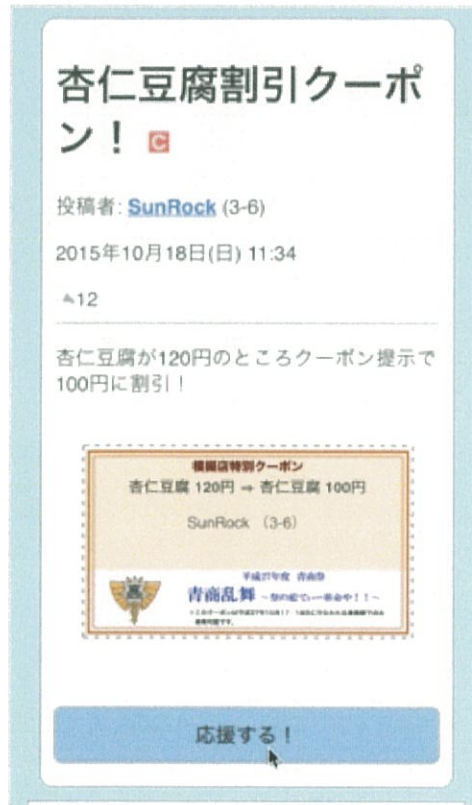 杏仁豆腐割引クーポ
ン！ C
投稿者: SunRock (3-6)
2015年10月18日(日) 11:34
12
杏仁豆腐が120円のところクーポン提示で
100円に割引！
模擬店特別クーポン
杏仁豆腐 120円 ⇒ 杏仁豆腐 100円
SunRock （3-6）
平成27年度 青商祭
青商乱舞
応援する！